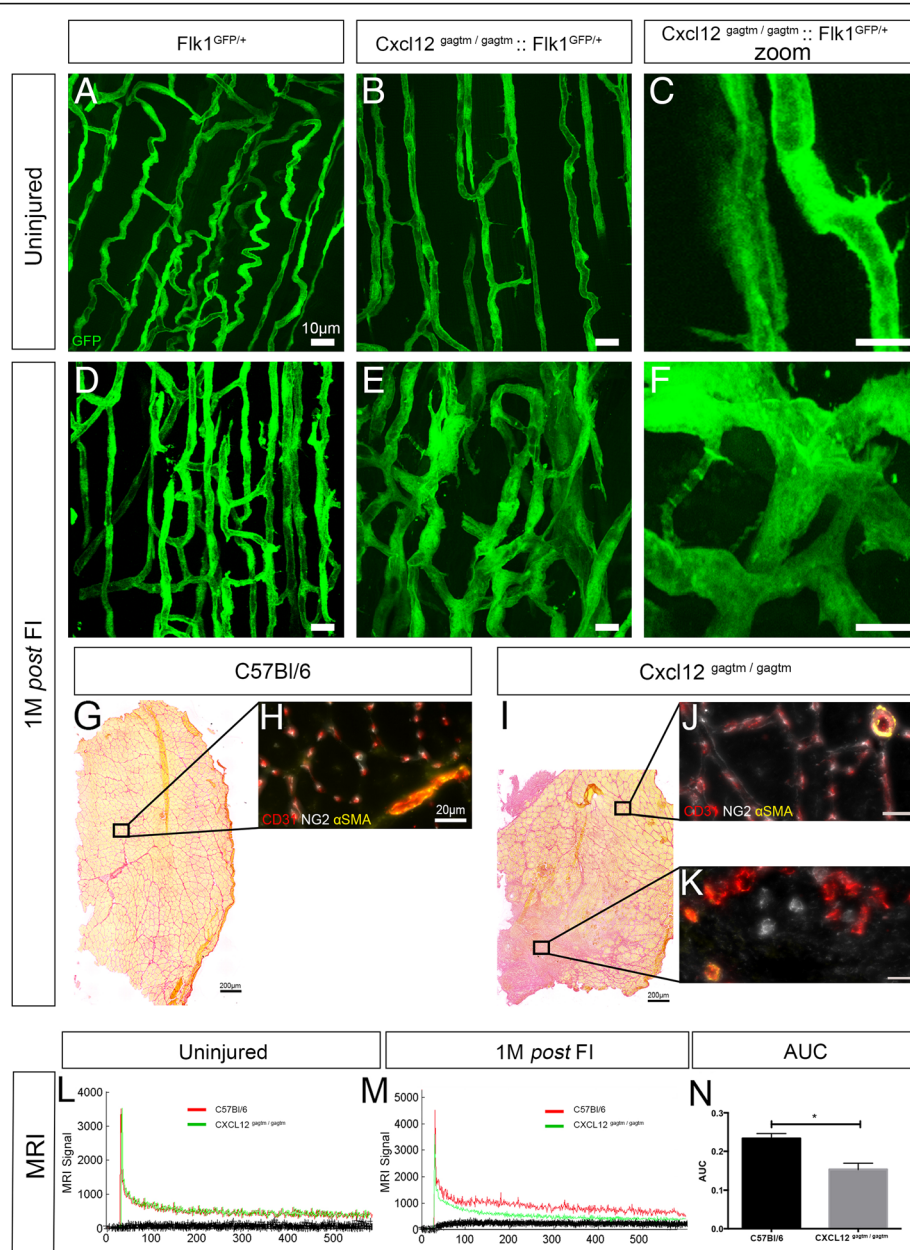 Flk1GFP/+
Cxcl12 gagtm / gagtm :: Flk1GFP/+
Cxcl12 gagtm / gagtm :: Flk1GFP/+
zoom
Uninjured
A
B
C
GFP
10µm
1M post FI
D
E
F
C57Bl/6
Cxcl12 gagtm / gagtm
G
H
CD31 NG2 αSMA
20µm
200µm
I
J
CD31 NG2 αSMA
K
200µm
MRI
Uninjured
1M post FI
AUC
L
MRI Signal
4000
3000
2000
1000
0
0 100 200 300 400 500
C57Bl/6
CXCL12 gagtm / gagtm
M
MRI Signal
5000
4000
3000
2000
1000
0
0 100 200 300 400 500
C57Bl/6
CXCL12 gagtm / gagtm
N
AUC
0.3
0.2
0.1
0.0
*
C57Bl/6
CXCL12 gagtm / gagtm